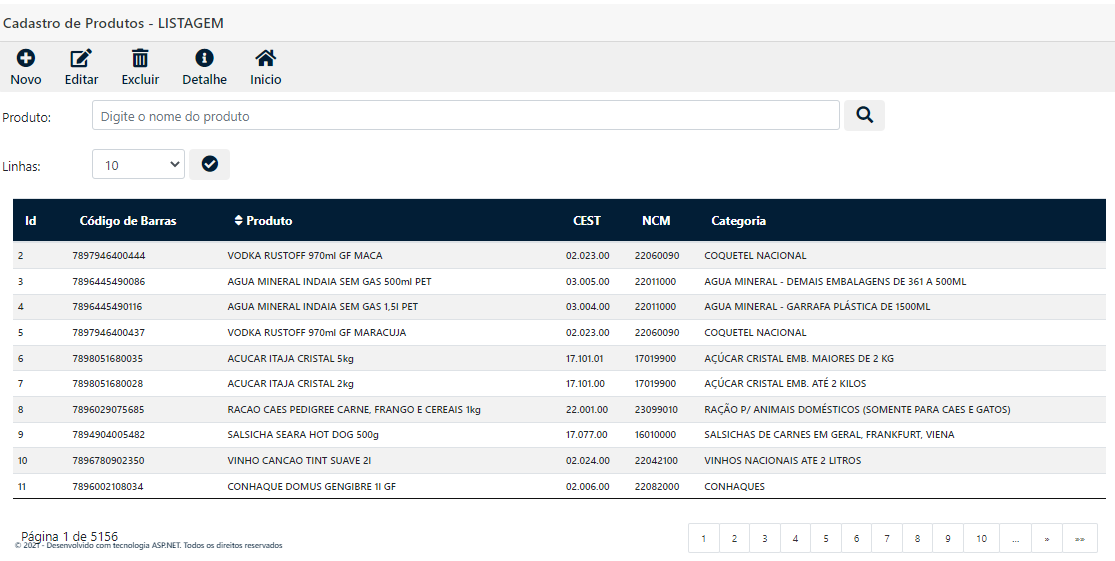 Cadastro de Produtos - LISTAGEM
Novo Editar Excluir Detalhe Inicio
Produto: Digite o nome do produto
Linhas: 10
Id Código de Barras Produto CEST NCM Categoria
2 7897946400444 VODKA RUSTOFF 970ml GF MACA 02.023.00 22060090 COQUETEL NACIONAL
3 7896445490086 AGUA MINERAL INDAIA SEM GAS 500ml PET 03.005.00 22011000 AGUA MINERAL - DEMAIS EMBALAGENS DE 361 A 500ML
4 7896445490116 AGUA MINERAL INDAIA SEM GAS 1,5l PET 03.004.00 22011000 AGUA MINERAL - GARRAFA PLÁSTICA DE 1500ML
5 7897946400437 VODKA RUSTOFF 970ml GF MARACUJA 02.023.00 22060090 COQUETEL NACIONAL
6 7898051680035 ACUCAR ITAJA CRISTAL 5kg 17.101.01 17019900 AÇÚCAR CRISTAL EMB. MAIORES DE 2 KG
7 7898051680028 ACUCAR ITAJA CRISTAL 2kg 17.101.00 17019900 AÇÚCAR CRISTAL EMB. ATÉ 2 KILOS
8 7896029075685 RACAO CAES PEDIGREE CARNE, FRANGO E CEREAIS 1kg 22.001.00 23099010 RAÇÃO P/ ANIMAIS DOMÉSTICOS (SOMENTE PARA CAES E GATOS)
9 7894904005482 SALSICHA SEARA HOT DOG 500g 17.077.00 16010000 SALSICHAS DE CARNES EM GERAL, FRANKFURT, VIENA
10 7896780902350 VINHO CANCAO TINT SUAVE 2l 02.024.00 22042100 VINHOS NACIONAIS ATE 2 LITROS
11 7896002108034 CONHAQUE DOMUS GENGIBRE 1l GF 02.006.00 22082000 CONHAQUES
Página 1 de 5156 1 2 3 4 5 6 7 8 9 10 ... » »»
© 2021 - Desenvolvido com tecnologia ASP.NET. Todos os direitos reservados